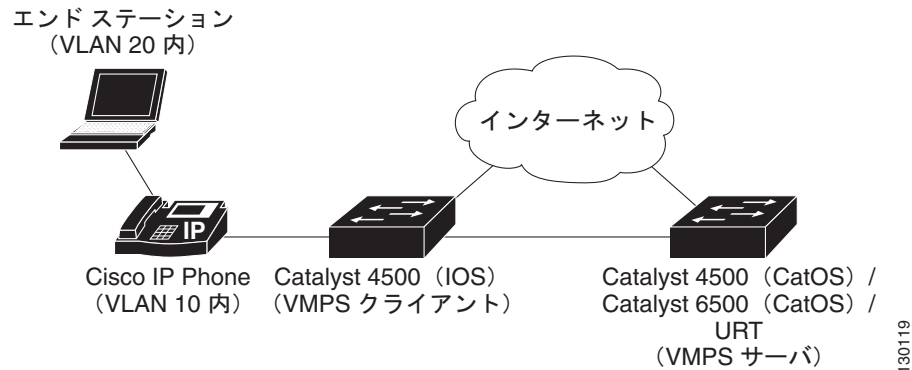 エンド ステーション
（VLAN 20 内）
インターネット
IP
Cisco IP Phone
（VLAN 10 内）
Catalyst 4500（IOS）
（VMPS クライアント）
Catalyst 4500（CatOS）/
Catalyst 6500（CatOS）/
URT
（VMPS サーバ）
130119